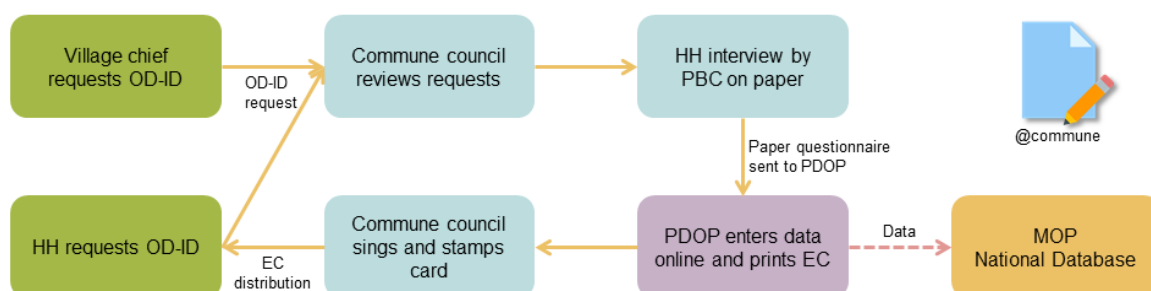 Village chief
requests OD-ID
OD-ID
request
Commune council
reviews requests
HH interview by
PBC on paper
@commune
Paper questionnaire
sent to PDOP
HH requests OD-ID
EC
distribution
Commune council
sings and stamps
card
PDOP enters data
online and prints EC
Data
MOP
National Database